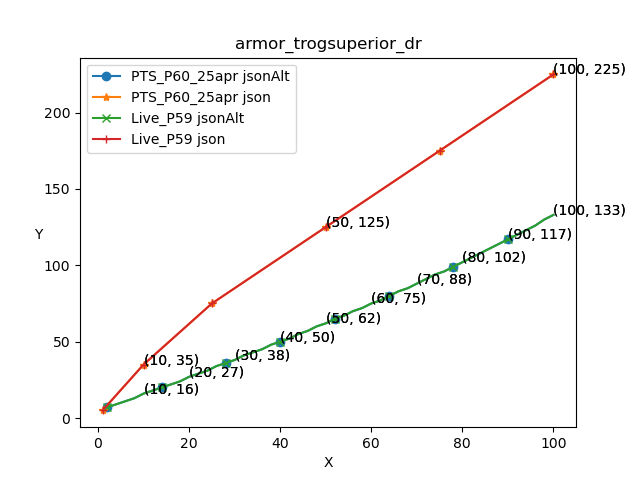 armor_trogsuperior_dr
PTS_P60_25apr jsonAlt
PTS_P60_25apr json
Live_P59 jsonAlt
Live_P59 json
(100, 225)
200
150
(50, 125)
(100, 133)
Y
(90, 117)
100
(80, 102)
(70, 88)
(60, 75)
(50, 62)
50
(40, 50)
(30, 38)
(10, 35)
(20, 27)
(10, 16)
0
0 20 40 60 80 100
X